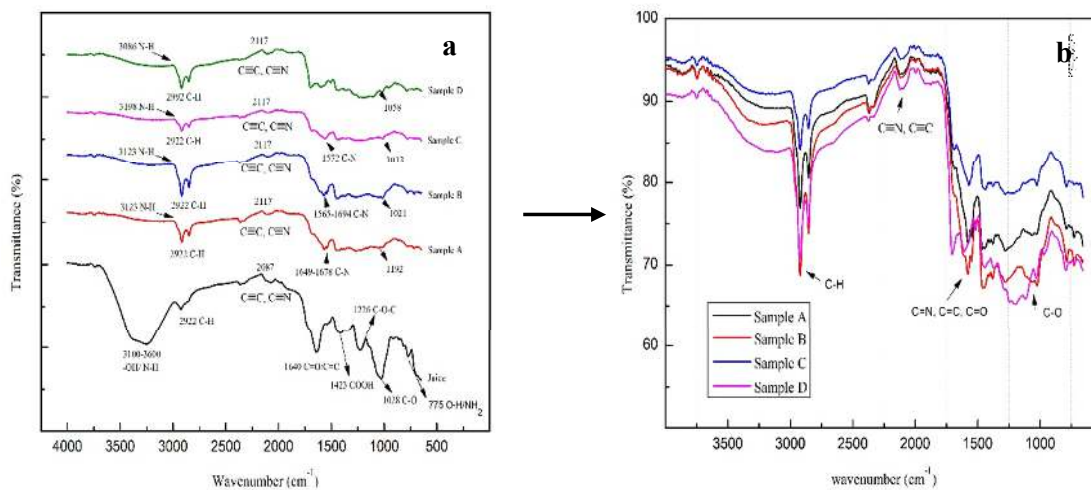 a
3086 N-H
2117
C≡C, C≡N
2992 C-H
1058
Sample D
3198 N-H
2117
C≡C, C≡N
2922 C-H
1572 C-N
Sample C
3123 N-H
2117
C≡C, C≡N
2922 C-H
1565-1694 C-N
1021
Sample B
3123 N-H
2117
C≡C, C≡N
2923 C-H
1649-1678 C-N
1192
Sample A
2087
C≡C, C≡N
2922 C-H
1226 C-O-C
3100-3600
-OH/ N-H
1640 C=O/C=C
1423 COOH
1028 C-O
Juice
775 O-H/NH2
Transmittance (%)
4000 3500 3000 2500 2000 1500 1000 500
Wavenumber (cm-1)
b
100
90
80
70
60
Transmittance (%)
C≡N, C≡C
C-H
C=N, C=C, C=O
C-O
Sample A
Sample B
Sample C
Sample D
3500 3000 2500 2000 1500 1000
wavenumber (cm-1)